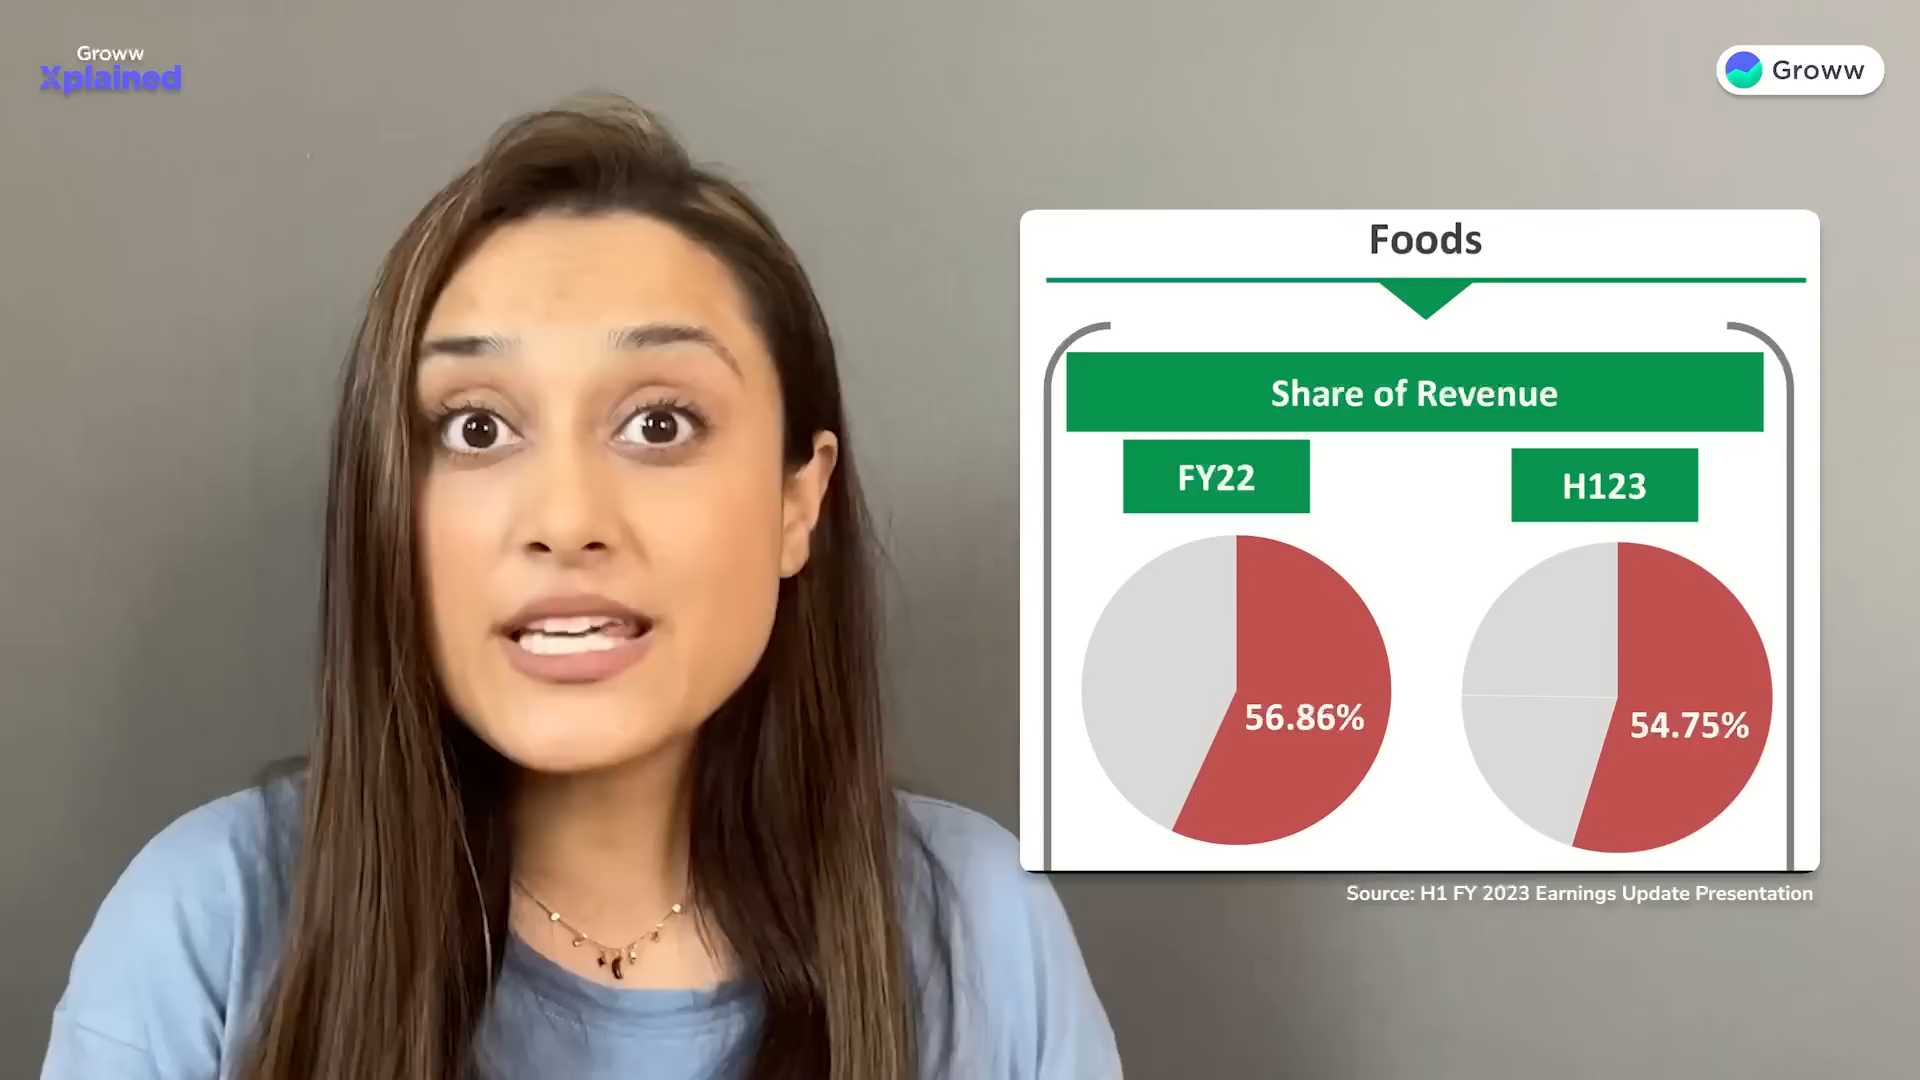 Groww
Xplained
Groww
Foods
Share of Revenue
FY22
H123
56.86%
54.75%
Source: H1 FY 2023 Earnings Update Presentation